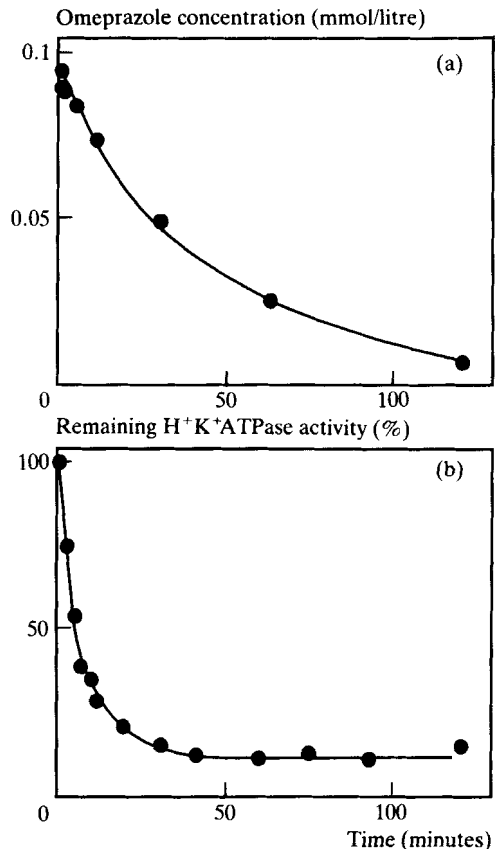 Omeprazole concentration (mmol/litre)
0.1
(a)
0.05
0
50
100
Remaining H⁺K⁺ATPase activity (%)
100
(b)
50
0
50
100
Time (minutes)